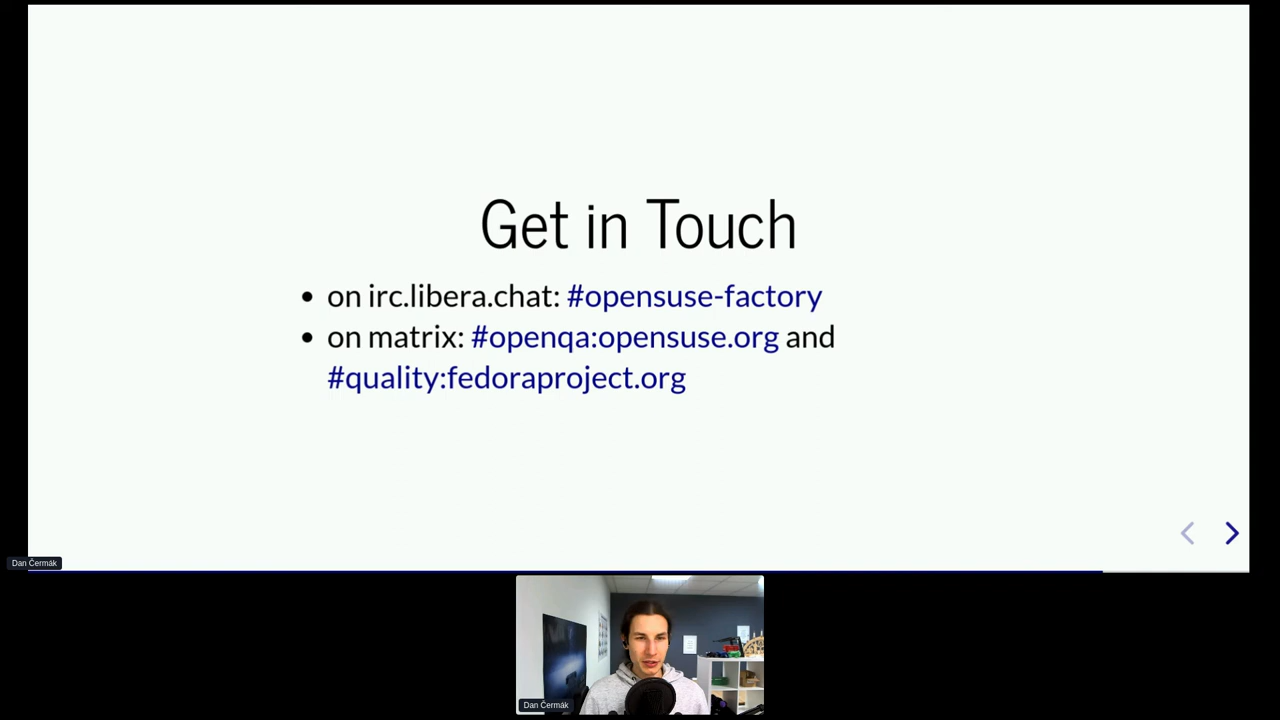 Get in Touch
• on irc.libera.chat: #opensuse-factory
• on matrix: #openqa:opensuse.org and
#quality:fedoraproject.org
Dan Čermák
Dan Čermák